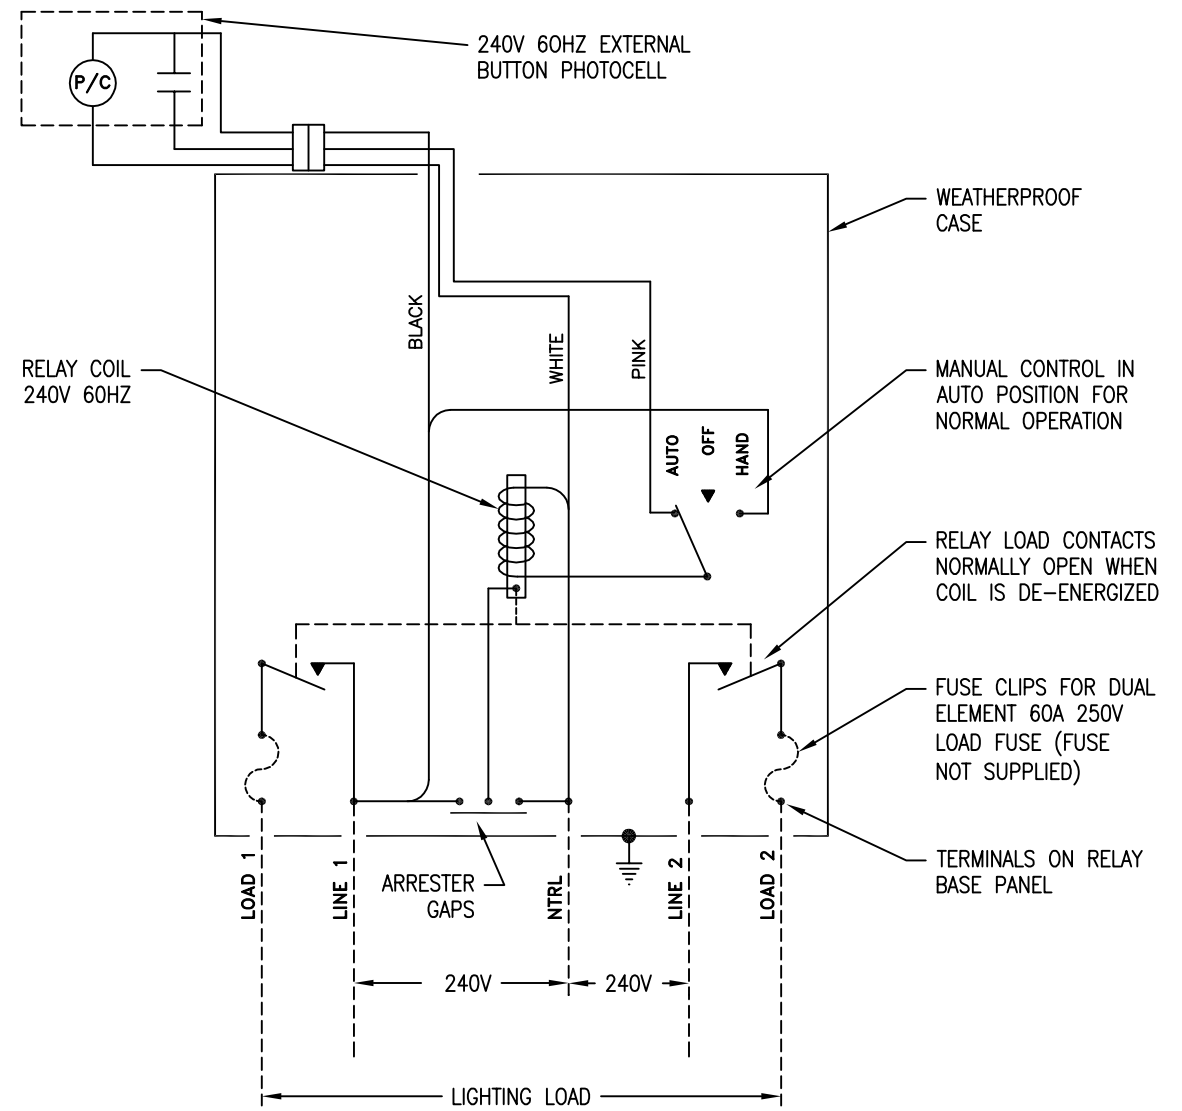 240V 60HZ EXTERNAL
BUTTON PHOTOCELL
P/C
WEATHERPROOF
CASE
BLACK
WHITE
PINK
RELAY COIL
240V 60HZ
MANUAL CONTROL IN
AUTO POSITION FOR
NORMAL OPERATION
AUTO
OFF
HAND
RELAY LOAD CONTACTS
NORMALLY OPEN WHEN
COIL IS DE-ENERGIZED
FUSE CLIPS FOR DUAL
ELEMENT 60A 250V
LOAD FUSE (FUSE
NOT SUPPLIED)
TERMINALS ON RELAY
BASE PANEL
LOAD 1
LINE 1
ARRESTER
GAPS
NTRL
LINE 2
LOAD 2
240V
240V
LIGHTING LOAD